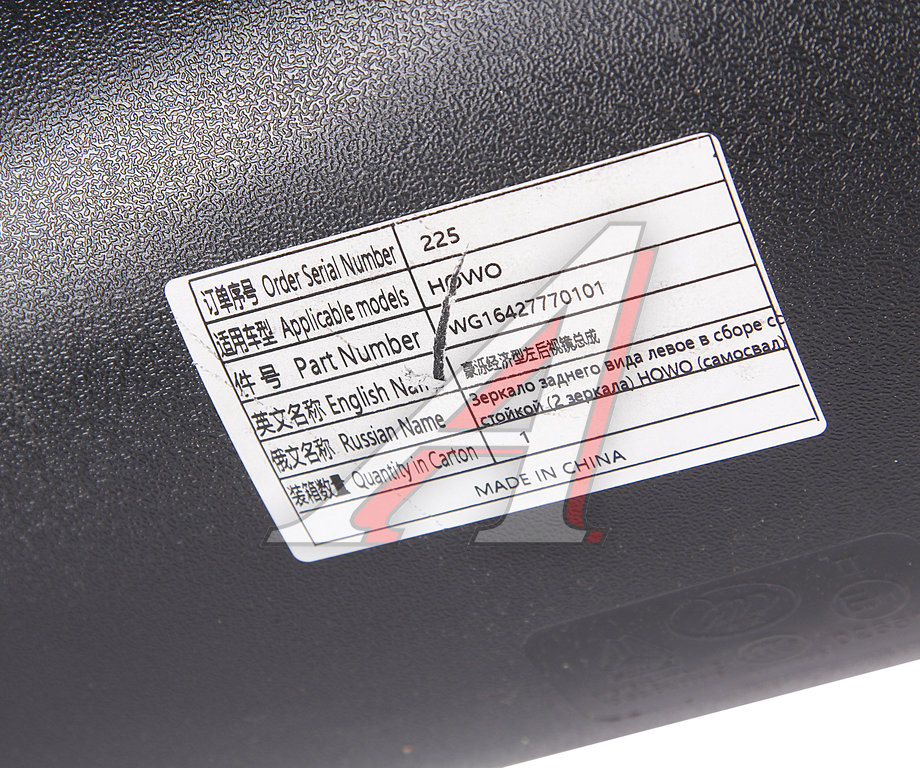 订单序号 Order Serial Number 225
适用车型 Applicable models HOWO
件 号 Part Number WG16427770101
英文名称 English Nam 豪泺经济型左后视镜总成
俄文名称 Russian Name Зеркало заднего вида левое в сборе со
стойкой (2 зеркала) HOWO (самосвал)
装箱数量 Quantity in Carton 1
MADE IN CHINA